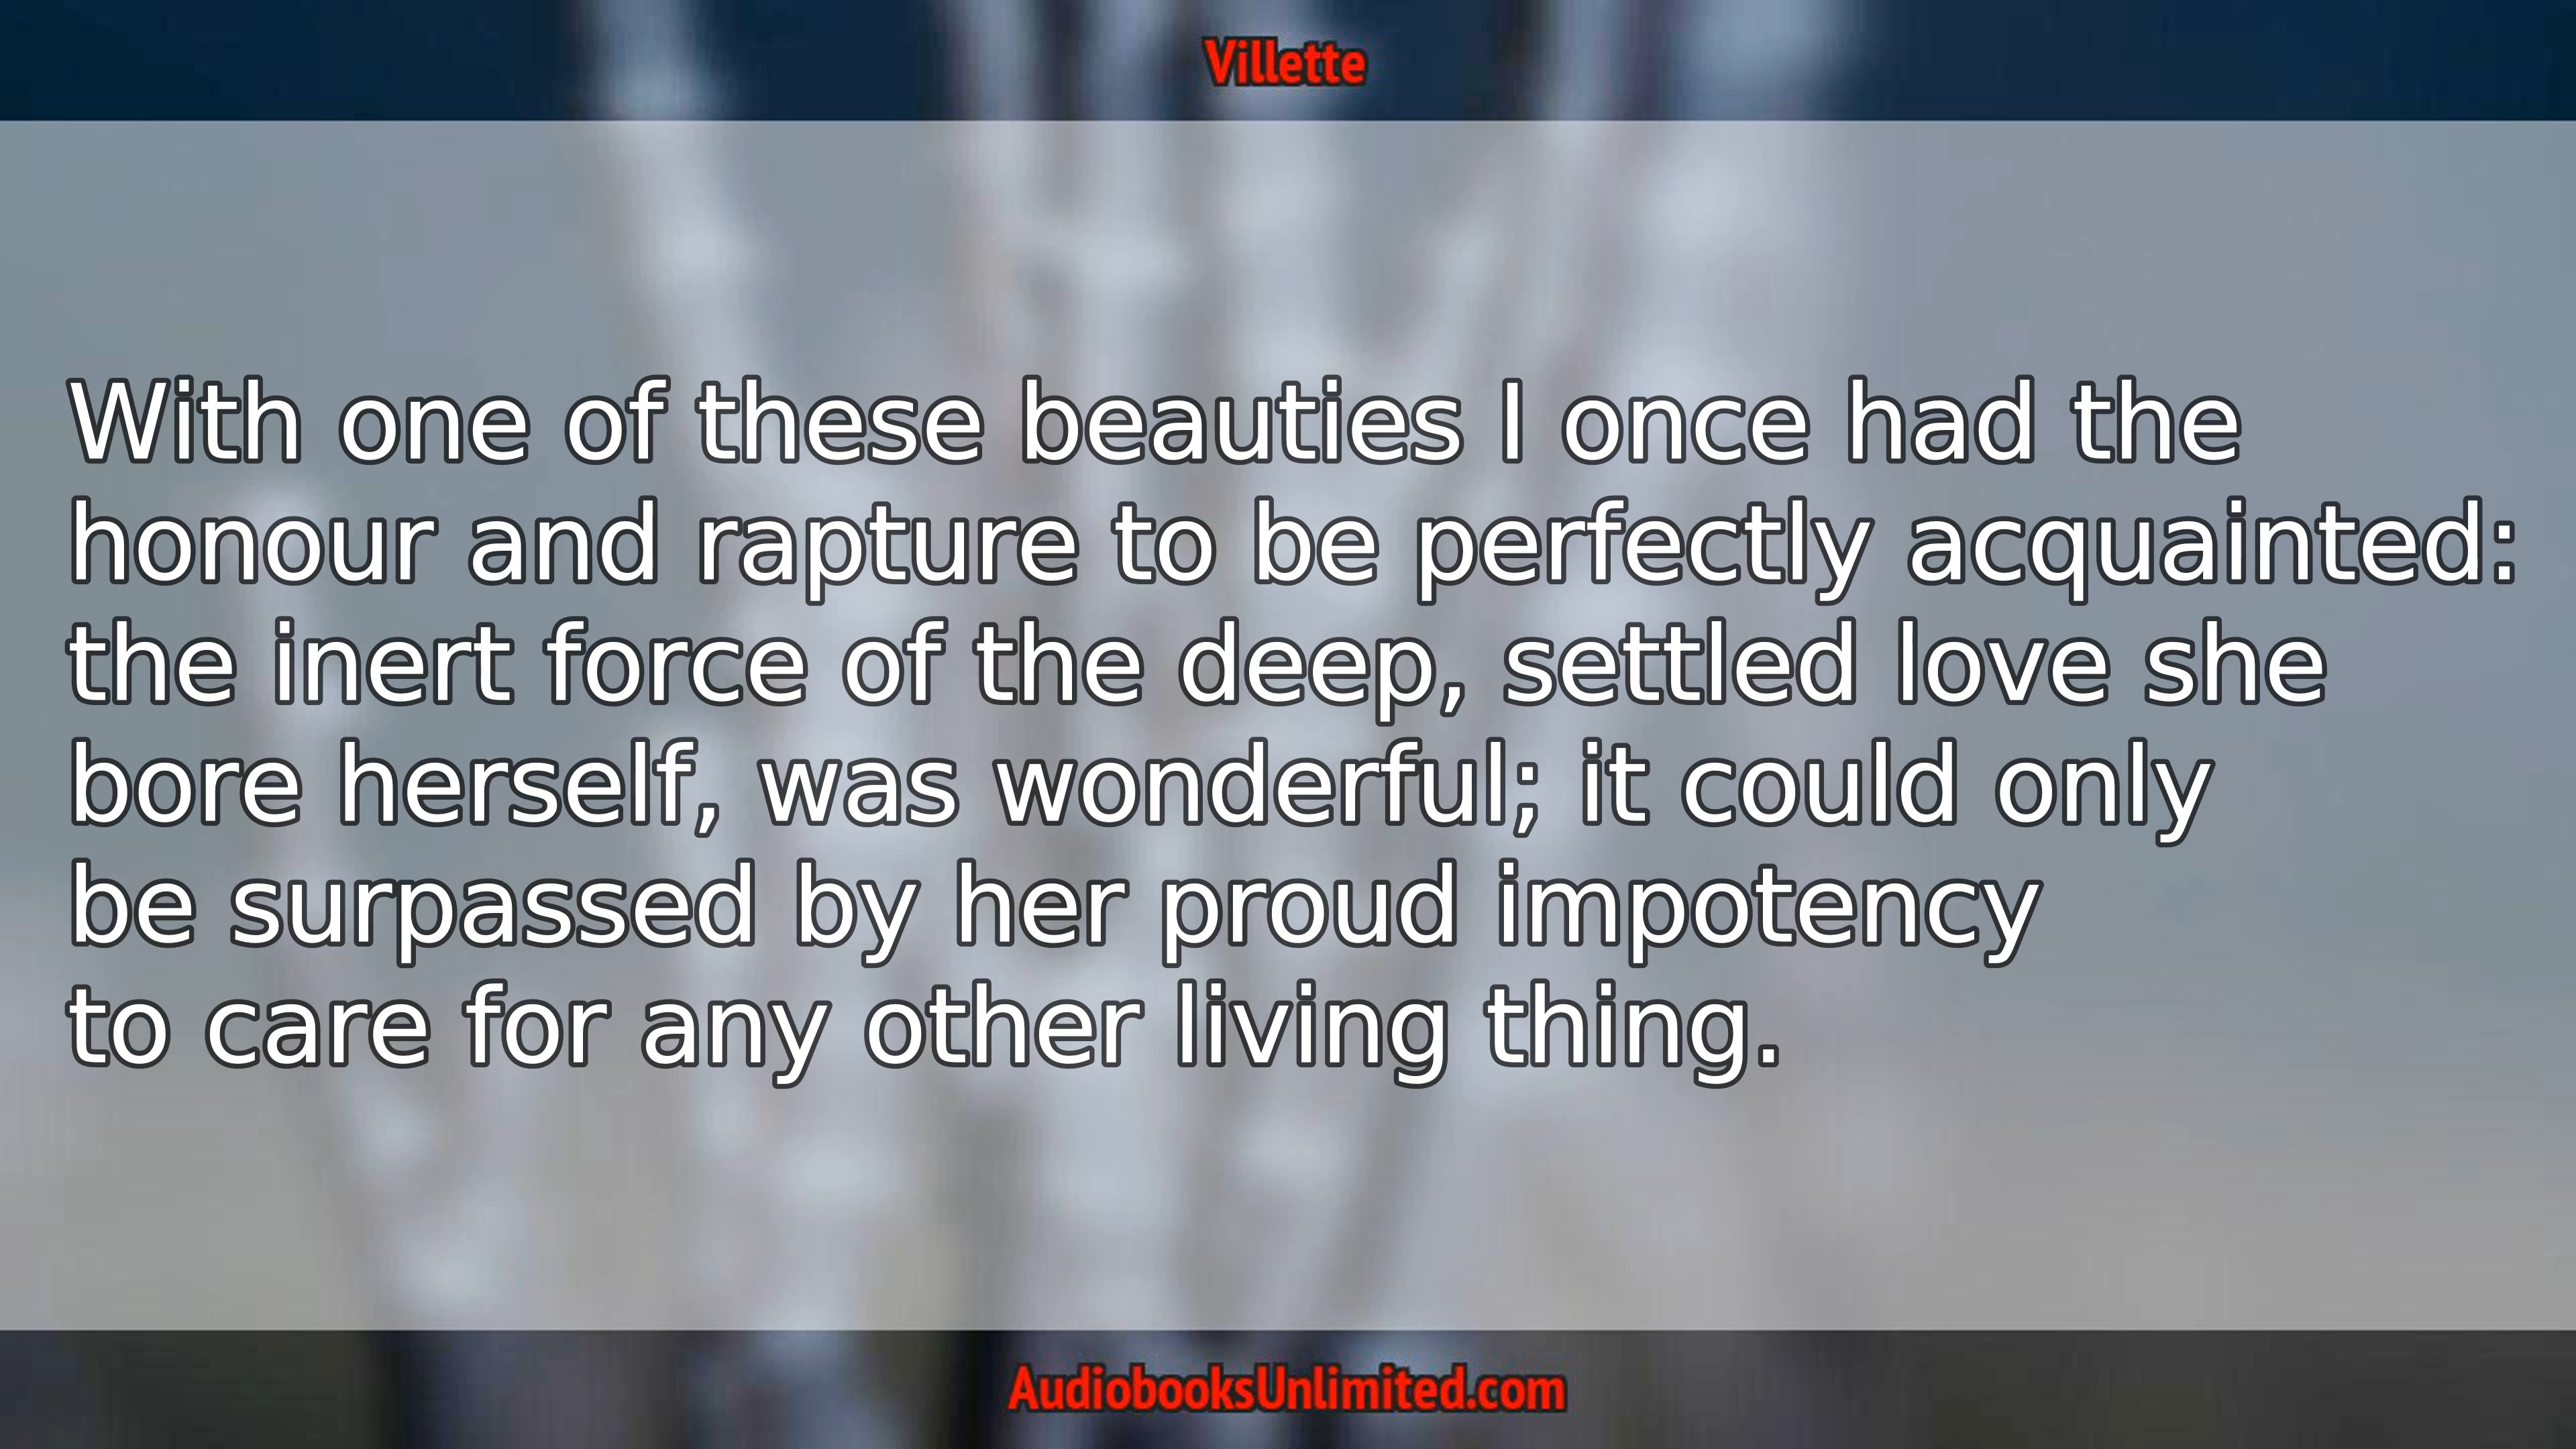 Villette
With one of these beauties I once had the
honour and rapture to be perfectly acquainted:
the inert force of the deep, settled love she
bore herself, was wonderful; it could only
be surpassed by her proud impotency
to care for any other living thing.
AudiobooksUnlimited.com